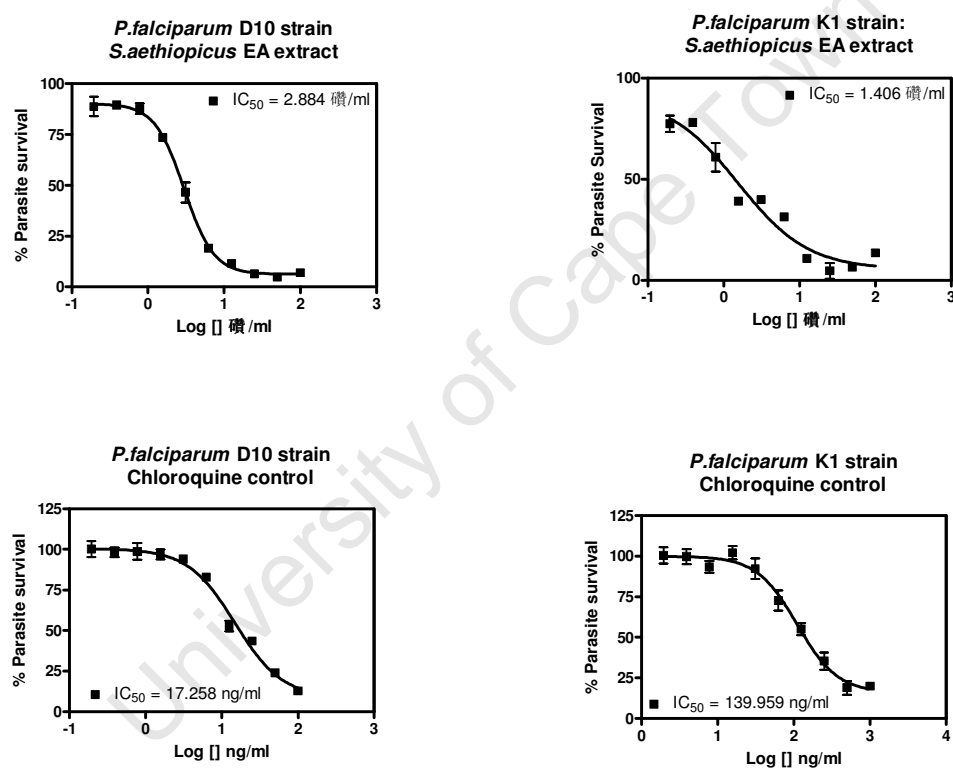 P.falciparum D10 strain
S.aethiopicus EA extract
100
75
50
25
0
-1 0 1 2 3
% Parasite survival
IC50 = 2.884 礸/ml
Log [] 礸/ml
P.falciparum K1 strain:
S.aethiopicus EA extract
100
50
0
-1 0 1 2 3
% Parasite Survival
IC50 = 1.406 礸/ml
Log [] 礸/ml
P.falciparum D10 strain
Chloroquine control
125
100
75
50
25
0
-1 0 1 2 3
% Parasite survival
IC50 = 17.258 ng/ml
Log [] ng/ml
P.falciparum K1 strain
Chloroquine control
125
100
75
50
25
0
0 1 2 3 4
% Parasite survival
IC50 = 139.959 ng/ml
Log [] ng/ml
University of Cape Town